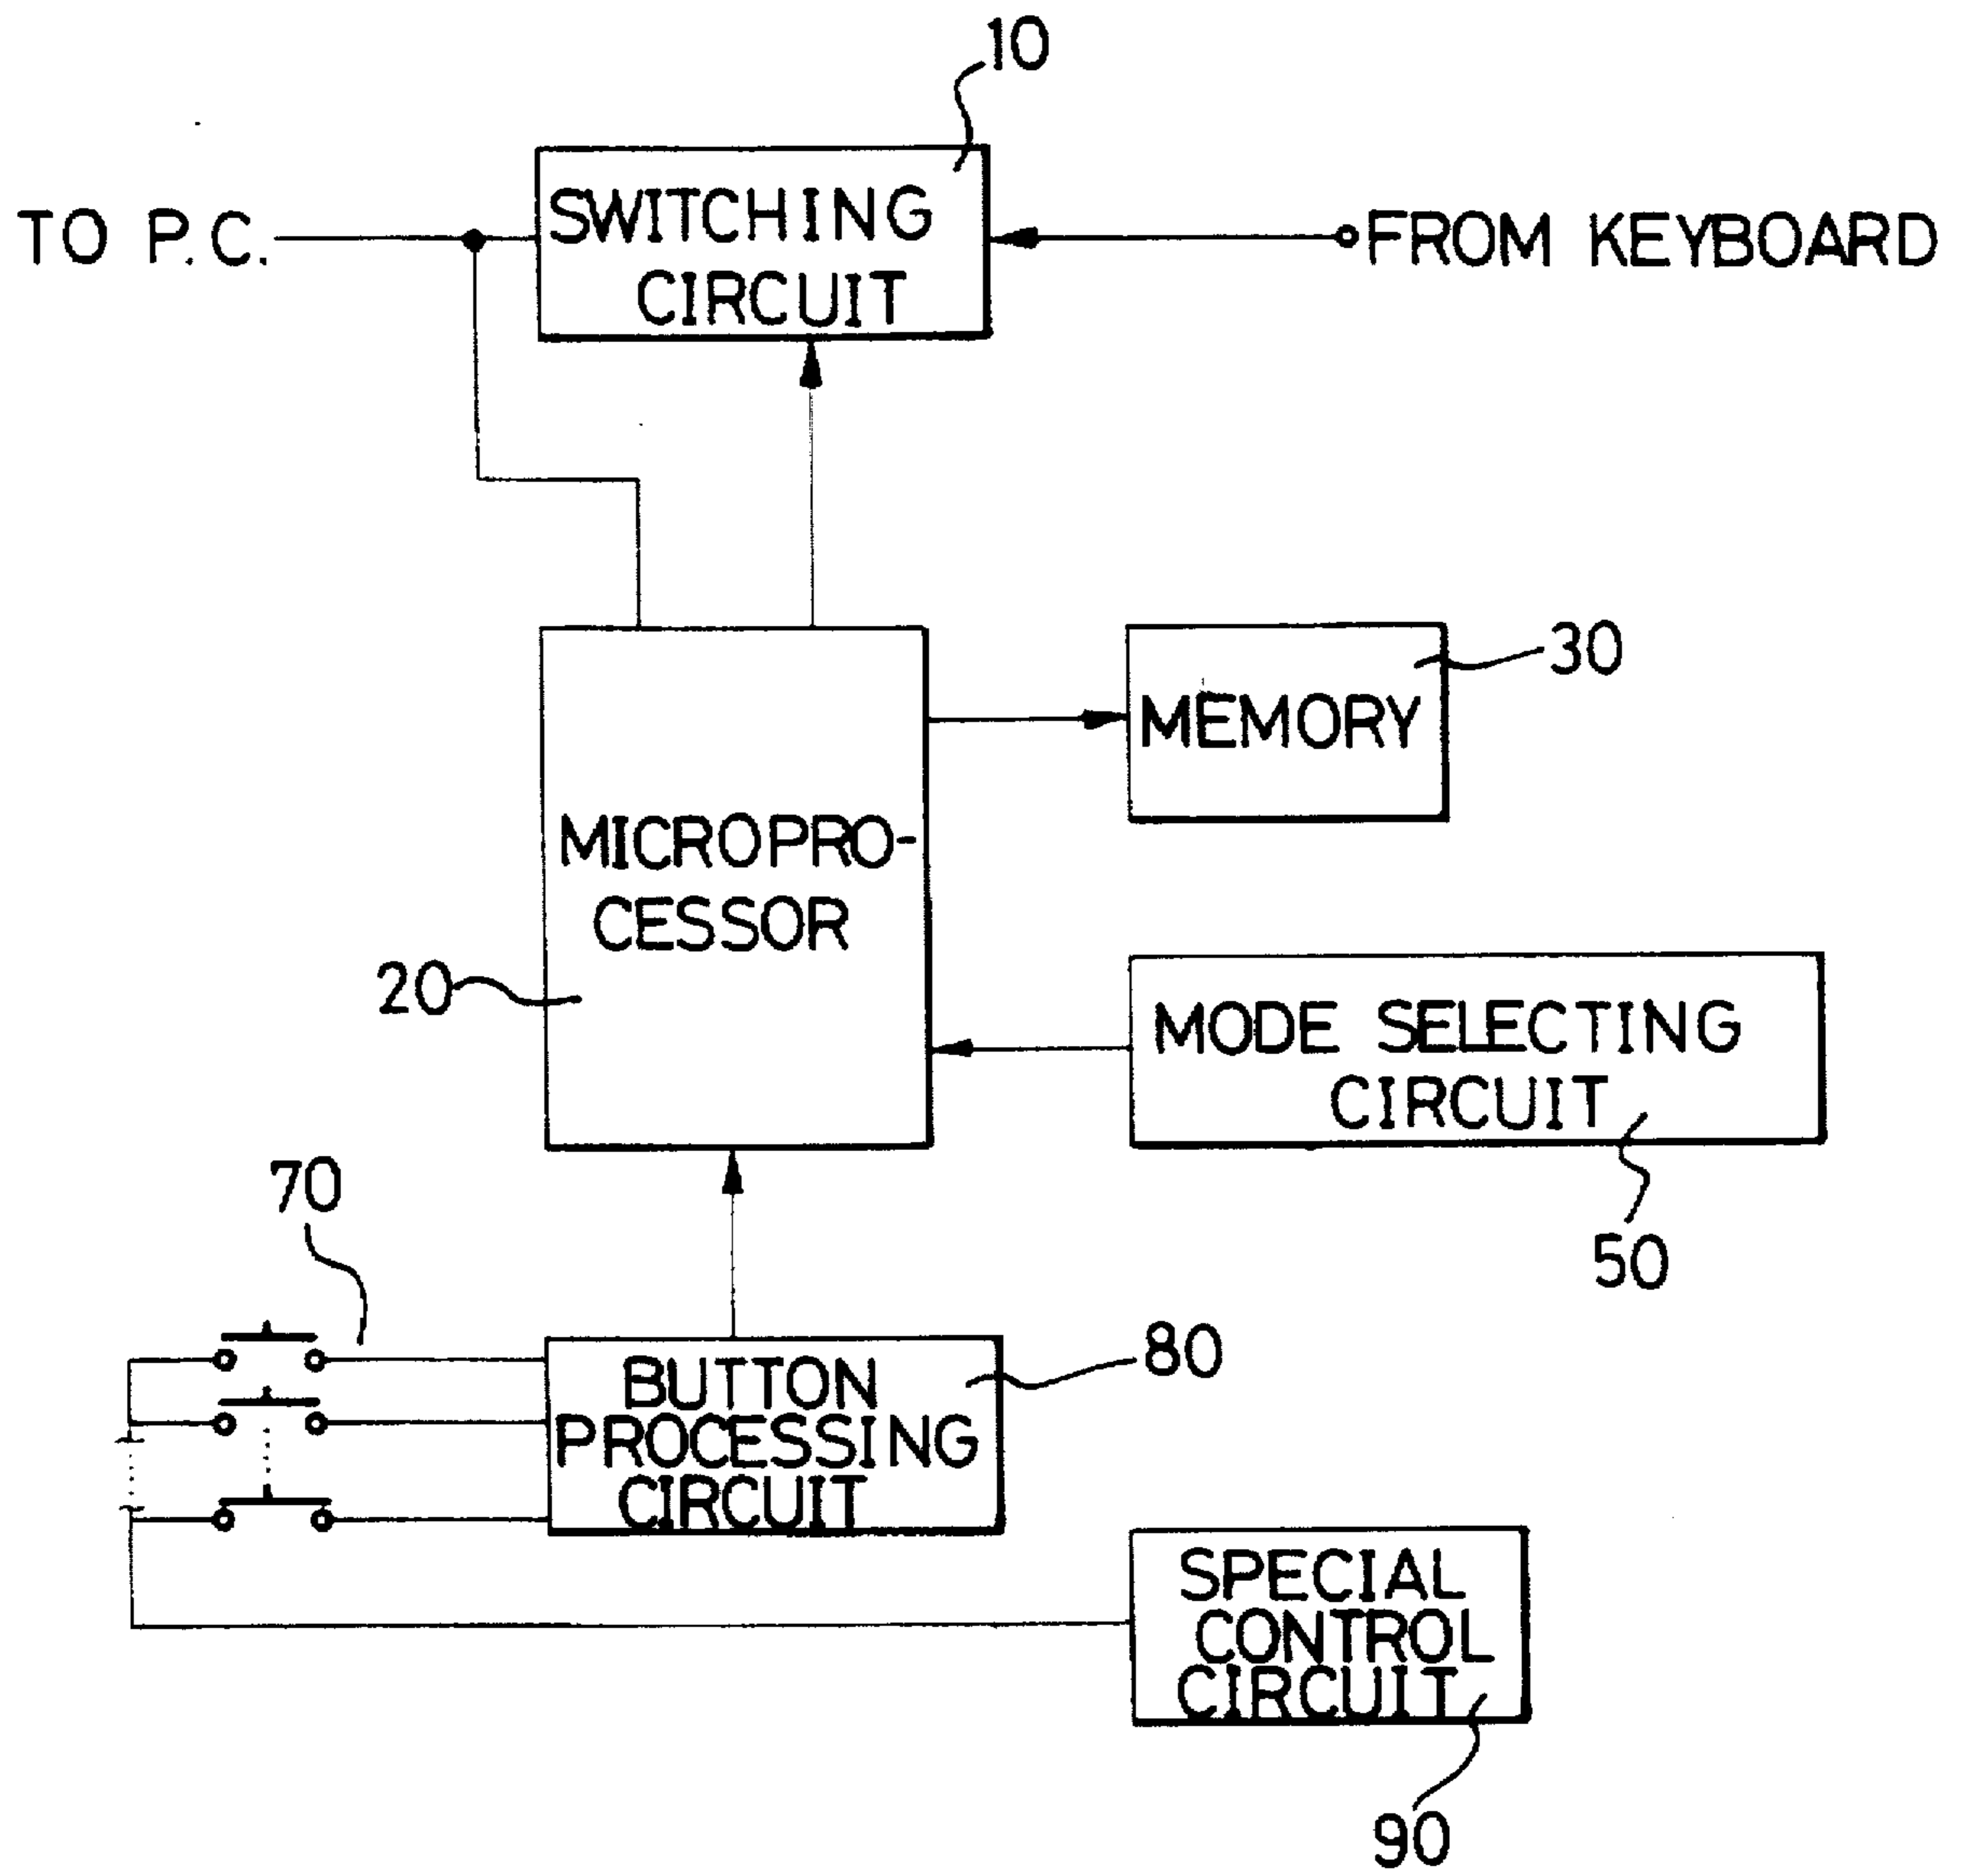 10
TO P.C.
SWITCHING
CIRCUIT
FROM KEYBOARD
30
MEMORY
MICROPRO-
CESSOR
20
MODE SELECTING
CIRCUIT
50
70
80
BUTTON
PROCESSING
CIRCUIT
SPECIAL
CONTROL
CIRCUIT
90